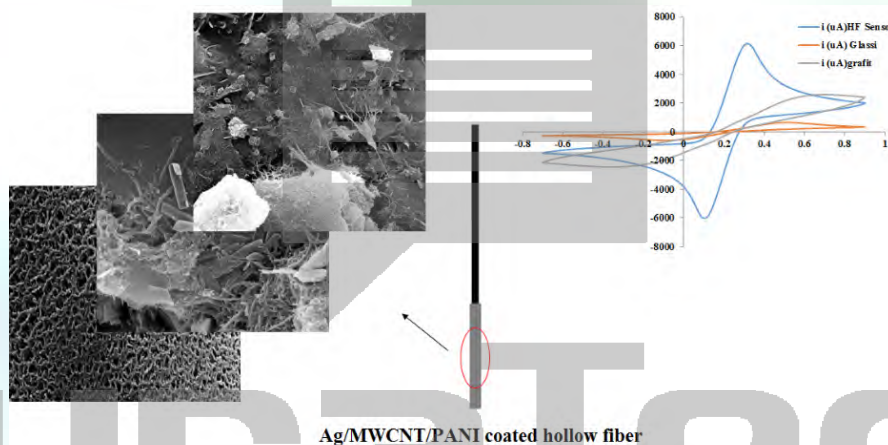 8000
6000
4000
2000
0
-2000
-4000
-6000
-8000
-0.8 -0.6 -0.4 -0.2 0 0.2 0.4 0.6 0.8 1
i (uA)HF Senso
i (uA) Glassi
i (uA)grafit
Ag/MWCNT/PANI coated hollow fiber